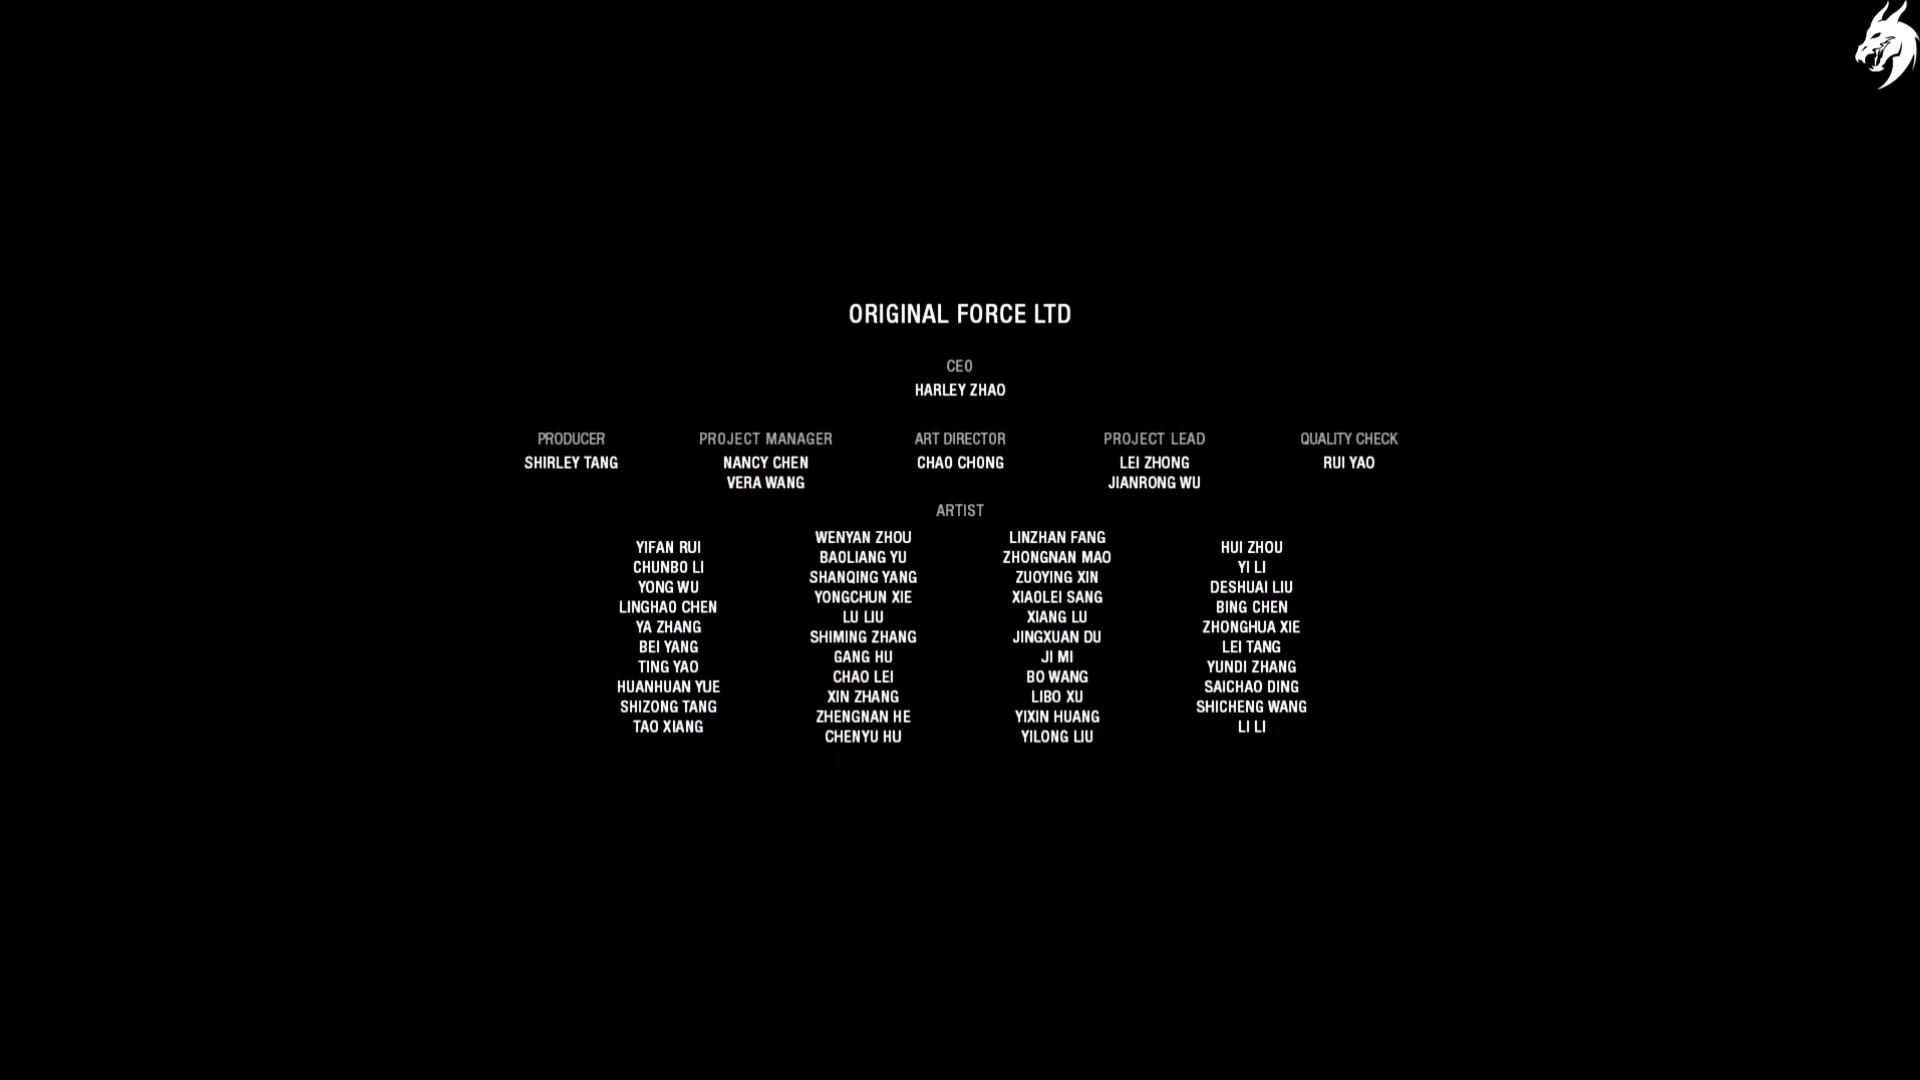 ORIGINAL FORCE LTD
CEO
HARLEY ZHAO
PRODUCER
SHIRLEY TANG
PROJECT MANAGER
NANCY CHEN
VERA WANG
ART DIRECTOR
CHAO CHONG
PROJECT LEAD
LEI ZHONG
JIANRONG WU
QUALITY CHECK
RUI YAO
ARTIST
YIFAN RUI
CHUNBO LI
YONG WU
LINGHAO CHEN
YA ZHANG
BEI YANG
TING YAO
HUANHUAN YUE
SHIZONG TANG
TAO XIANG
WENYAN ZHOU
BAOLIANG YU
SHANQING YANG
YONGCHUN XIE
LU LIU
SHIMING ZHANG
GANG HU
CHAO LEI
XIN ZHANG
ZHENGNAN HE
CHENYU HU
LINZHAN FANG
ZHONGNAN MAO
ZUOYING XIN
XIAOLEI SANG
XIANG LU
JINGXUAN DU
JI MI
BO WANG
LIBO XU
YIXIN HUANG
YILONG LIU
HUI ZHOU
YI LI
DESHUAI LIU
BING CHEN
ZHONGHUA XIE
LEI TANG
YUNDI ZHANG
SAICHAO DING
SHICHENG WANG
LI LI